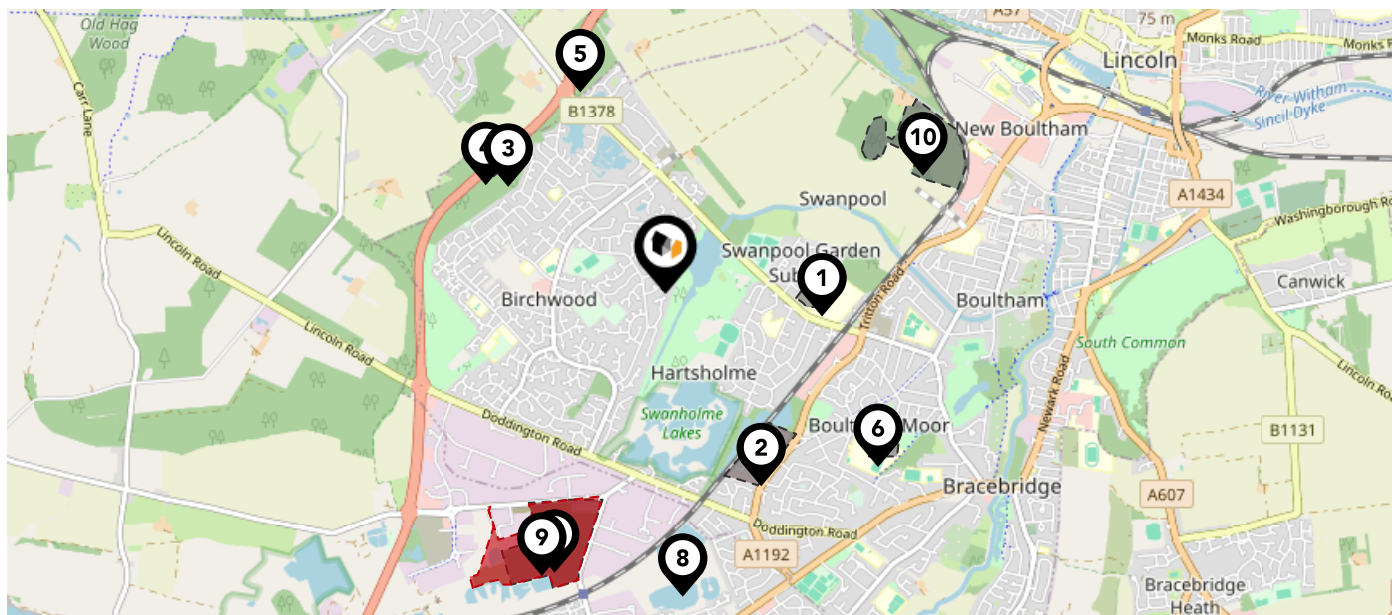 Old Hag
Wood
A57
75 m
Monks Road
Monks R
Lincoln
5
B1378
River Witham
Sincil Dyke
Carr Lane
4
3
10
New Boultham
A1434
Swanpool
Washingborough Ro
Lincoln Road
Swanpool Garden
Sub
1
Tritton Road
Canwick
Birchwood
Boultham
Lincoln Road
South Common
Lincoln Ro
Hartsholme
Newark Road
Swanholme
Lakes
Doddington Road
Boult
Moor
6
B1131
2
Bracebridge
A607
Doddington Road
9
8
A1192
Bracebridge
Heath